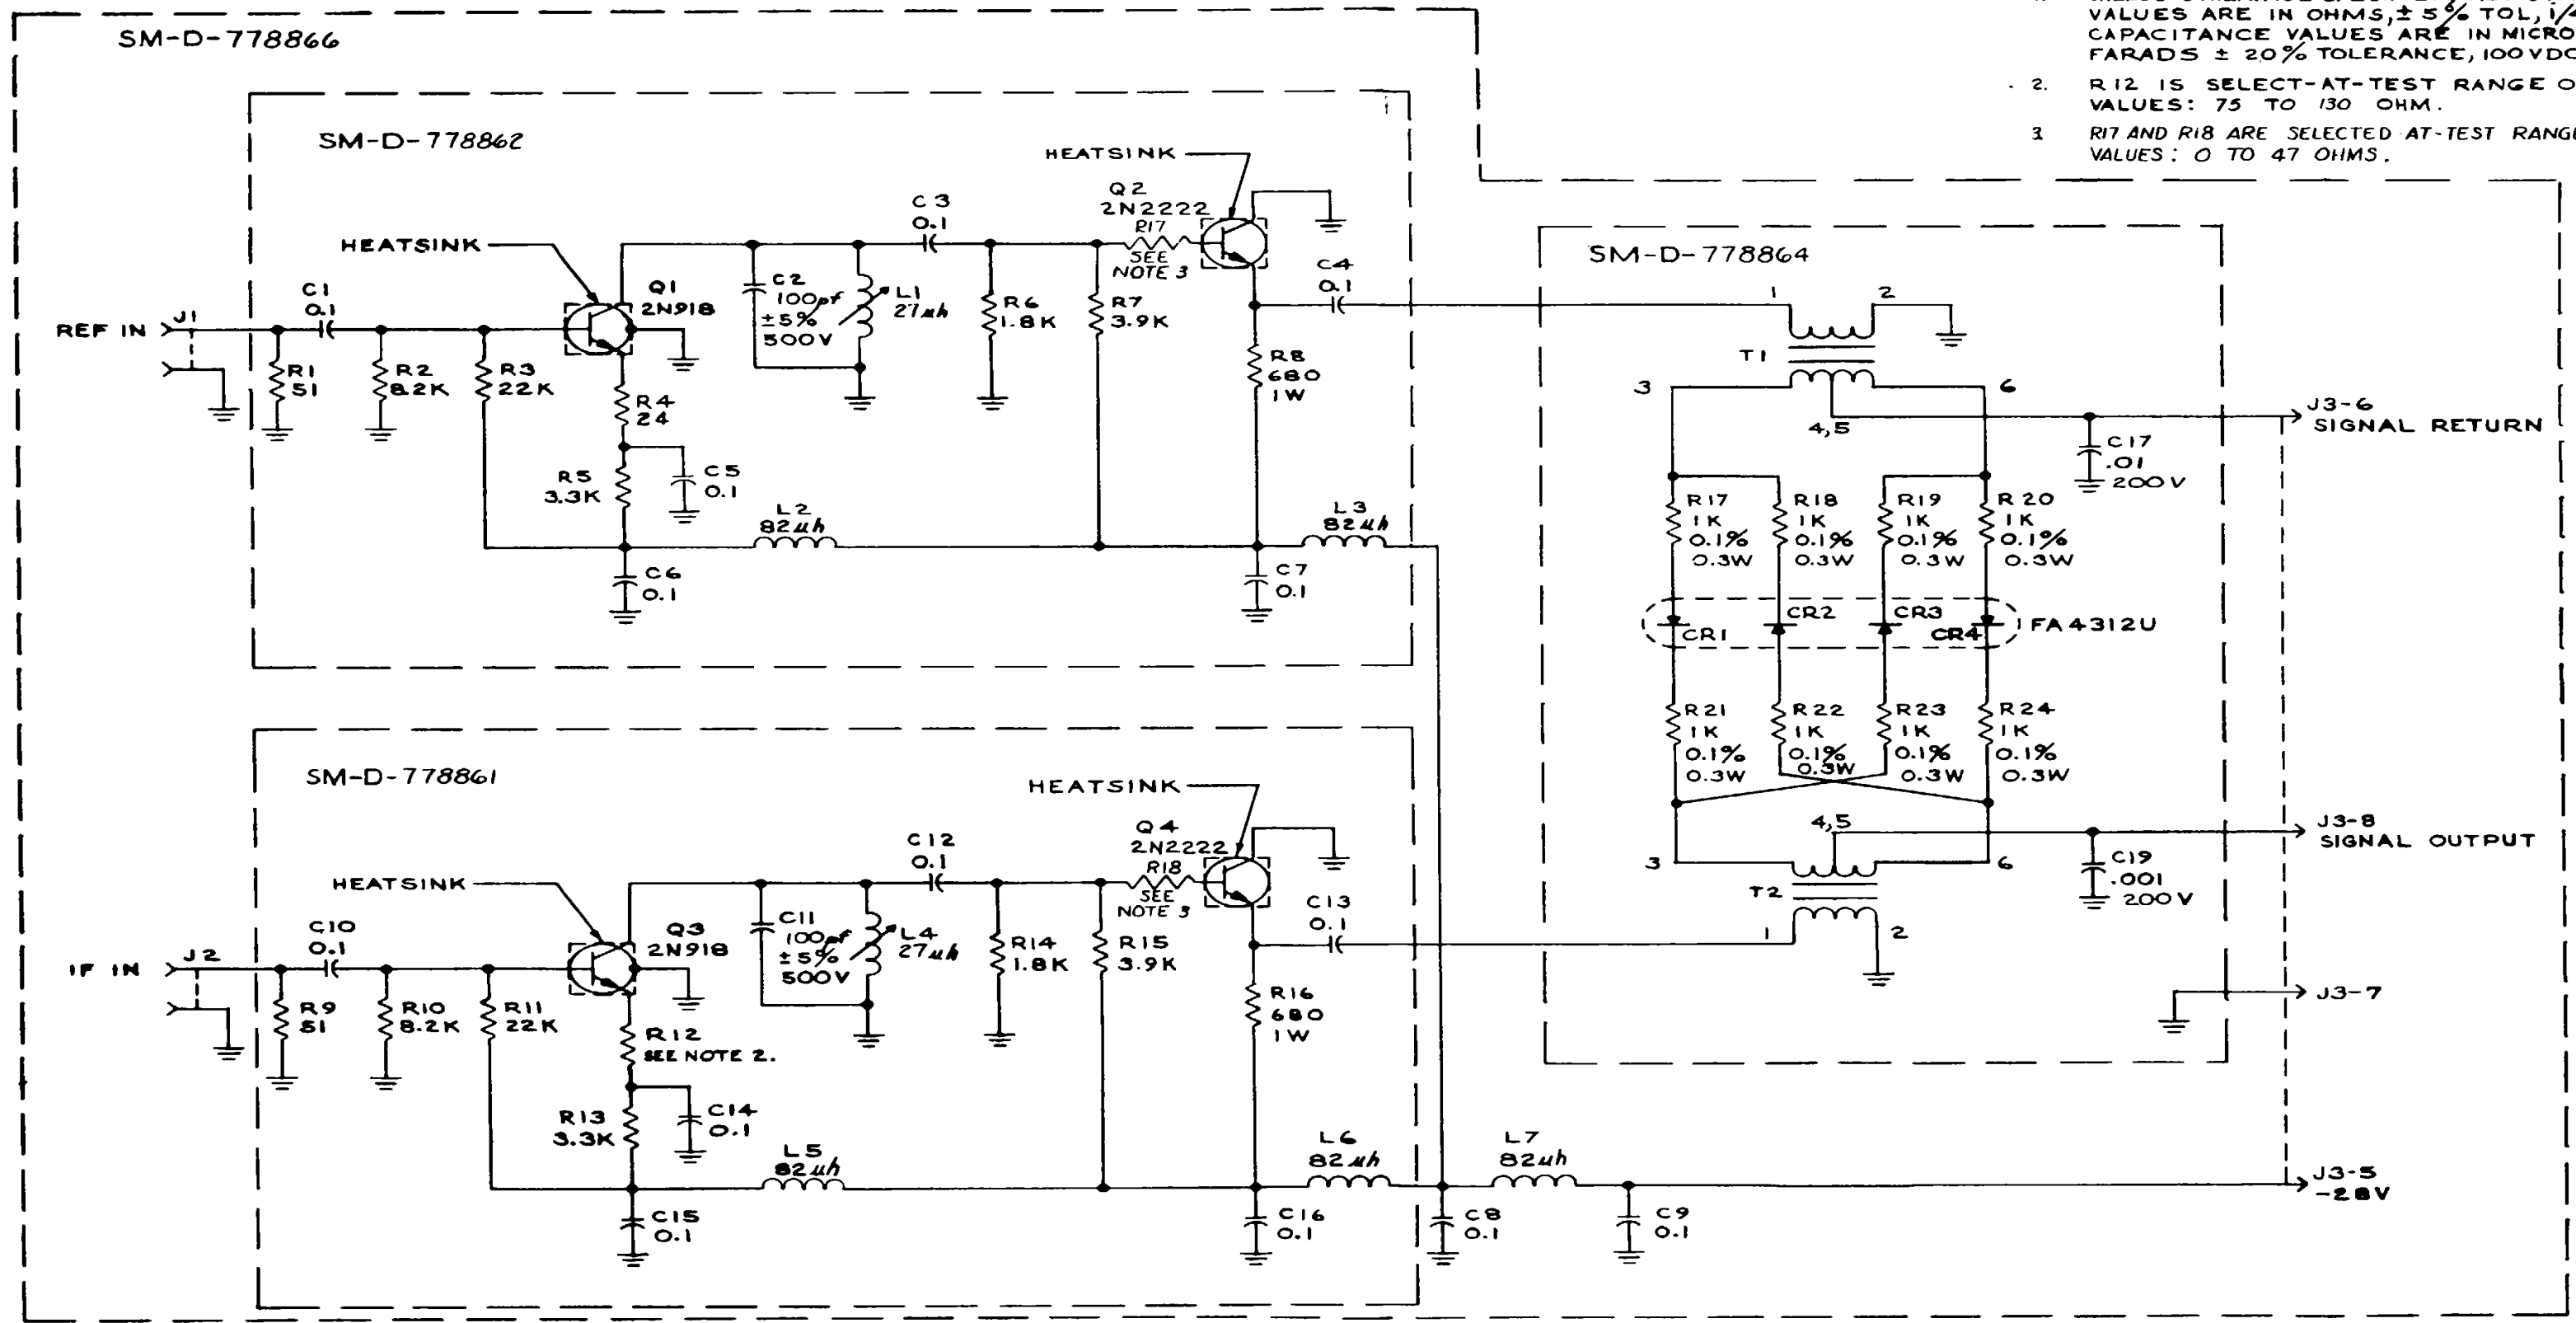 VALUES ARE IN OHMS, ± 5% TOL, 1/4
CAPACITANCE VALUES ARE IN MICRO
FARADS ± 20% TOLERANCE, 100VDC
2. R12 IS SELECT-AT-TEST RANGE O
VALUES: 75 TO 130 OHM.
3 R17 AND R18 ARE SELECTED AT-TEST RANGE
VALUES: 0 TO 47 OHMS.
SM-D-778866
SM-D-778862
HEATSINK
Q2
2N2222
R17
SEE
NOTE 3
C3
0.1
HEATSINK
C4
0.1
Q1
2N918
C2
100pf
±5%
500V
L1
27µh
R6
1.8K
R7
3.9K
C1
0.1
REF IN
J1
R1
51
R2
8.2K
R3
22K
R4
24
R8
680
1W
R5
3.3K
C5
0.1
L2
82µh
L3
82µh
C6
0.1
C7
0.1
SM-D-778864
1
2
T1
3
6
4,5
J3-6
SIGNAL RETURN
C17
.01
200V
R17
1K
0.1%
0.3W
R18
1K
0.1%
0.3W
R19
1K
0.1%
0.3W
R20
1K
0.1%
0.3W
CR1
CR2
CR3
CR4
FA4312U
R21
1K
0.1%
0.3W
R22
1K
0.1%
0.3W
R23
1K
0.1%
0.3W
R24
1K
0.1%
0.3W
4,5
3
6
T2
1
2
J3-8
SIGNAL OUTPUT
C19
.001
200V
J3-7
SM-D-778861
HEATSINK
Q4
2N2222
R18
SEE
NOTE 3
C12
0.1
HEATSINK
C13
0.1
Q3
2N918
C11
100pf
±5%
500V
L4
27µh
R14
1.8K
R15
3.9K
C10
0.1
IF IN
J2
R9
51
R10
8.2K
R11
22K
R12
SEE NOTE 2.
R16
680
1W
R13
3.3K
C14
0.1
L5
82µh
L6
82µh
L7
82µh
J3-5
-28V
C15
0.1
C16
0.1
C8
0.1
C9
0.1